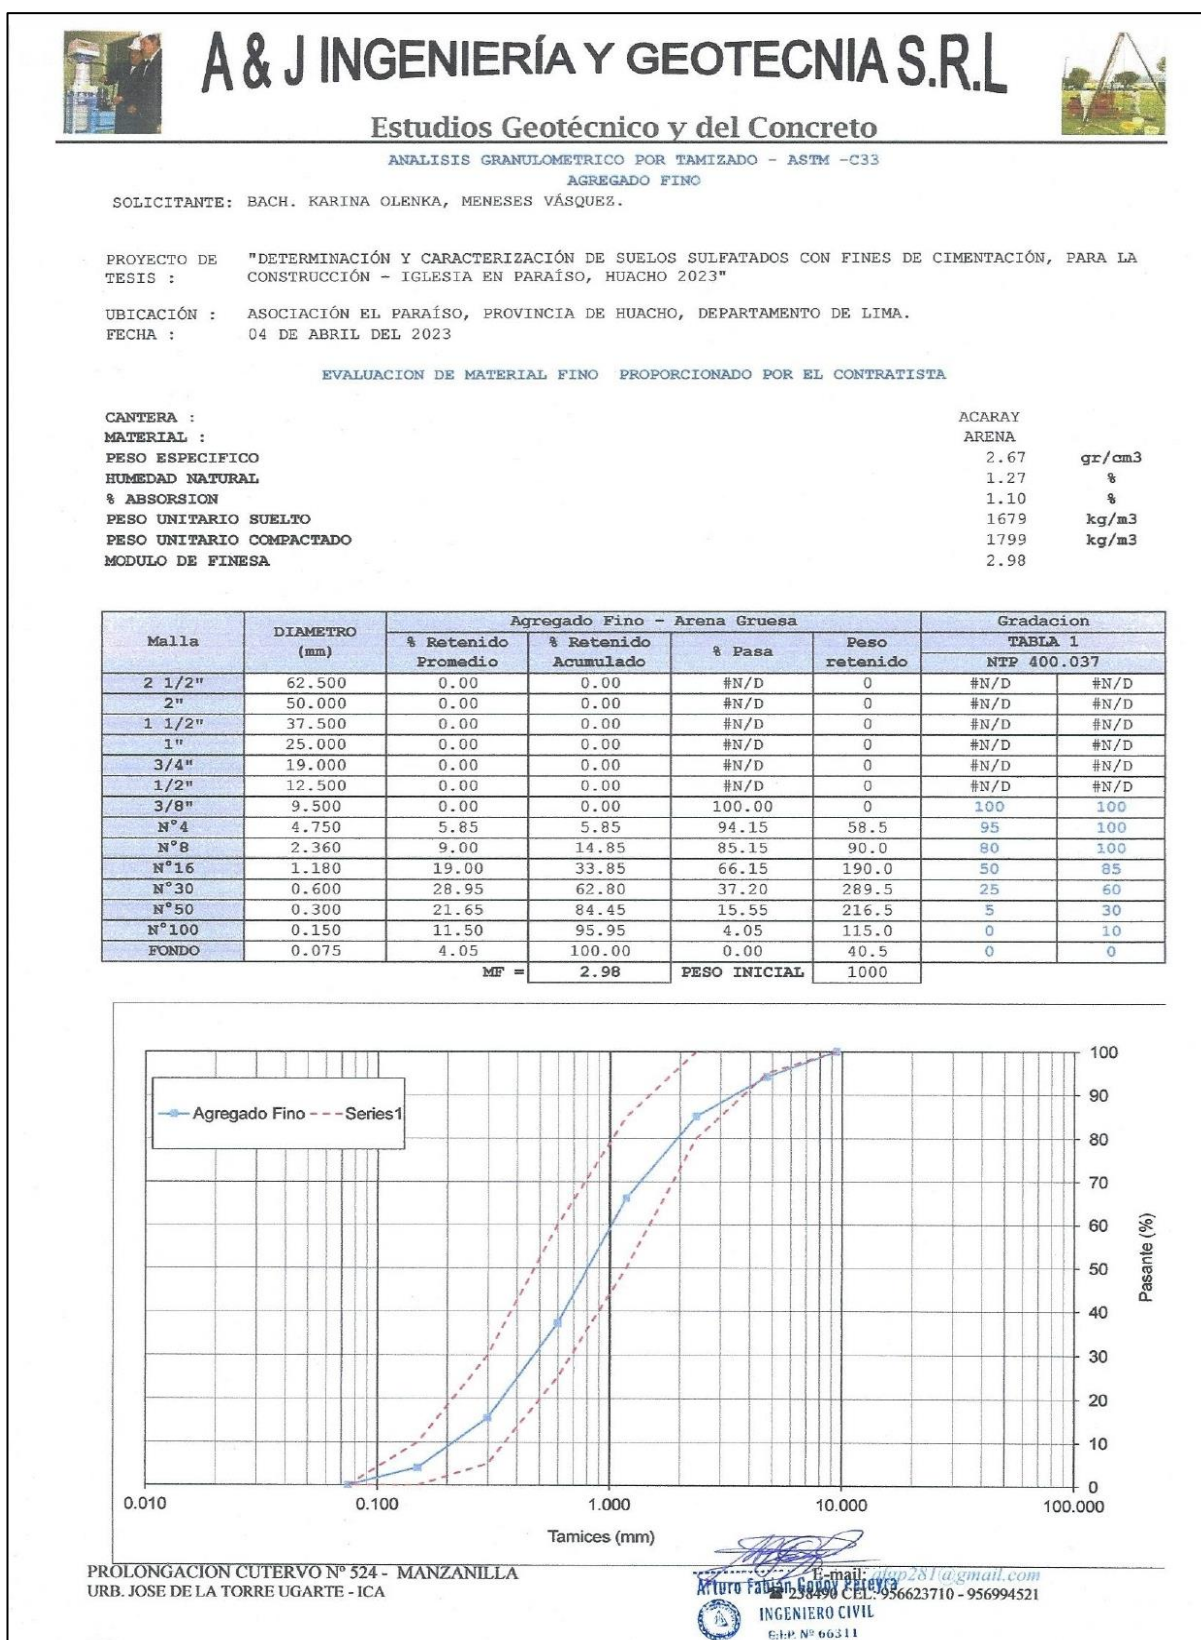 A & J INGENIERÍA Y GEOTECNIA S.R.L
Estudios Geotécnico y del Concreto
ANALISIS GRANULOMETRICO POR TAMIZADO - ASTM -C33
AGREGADO FINO
SOLICITANTE: BACH. KARINA OLENKA, MENESES VÁSQUEZ.
PROYECTO DE TESIS : "DETERMINACIÓN Y CARACTERIZACIÓN DE SUELOS SULFATADOS CON FINES DE CIMENTACIÓN, PARA LA
CONSTRUCCIÓN - IGLESIA EN PARAÍSO, HUACHO 2023"
UBICACIÓN : ASOCIACIÓN EL PARAÍSO, PROVINCIA DE HUACHO, DEPARTAMENTO DE LIMA.
FECHA : 04 DE ABRIL DEL 2023
EVALUACION DE MATERIAL FINO PROPORCIONADO POR EL CONTRATISTA
CANTERA : ACARAY
MATERIAL : ARENA
PESO ESPECIFICO 2.67 gr/cm3
HUMEDAD NATURAL 1.27 %
% ABSORSION 1.10 %
PESO UNITARIO SUELTO 1679 kg/m3
PESO UNITARIO COMPACTADO 1799 kg/m3
MODULO DE FINESA 2.98
Malla DIAMETRO (mm) Agregado Fino - Arena Gruesa Gradacion
% Retenido Promedio % Retenido Acumulado % Pasa Peso retenido TABLA 1
NTP 400.037
2 1/2" 62.500 0.00 0.00 #N/D 0 #N/D #N/D
2" 50.000 0.00 0.00 #N/D 0 #N/D #N/D
1 1/2" 37.500 0.00 0.00 #N/D 0 #N/D #N/D
1" 25.000 0.00 0.00 #N/D 0 #N/D #N/D
3/4" 19.000 0.00 0.00 #N/D 0 #N/D #N/D
1/2" 12.500 0.00 0.00 #N/D 0 #N/D #N/D
3/8" 9.500 0.00 0.00 100.00 0 100 100
N°4 4.750 5.85 5.85 94.15 58.5 95 100
N°8 2.360 9.00 14.85 85.15 90.0 80 100
N°16 1.180 19.00 33.85 66.15 190.0 50 85
N°30 0.600 28.95 62.80 37.20 289.5 25 60
N°50 0.300 21.65 84.45 15.55 216.5 5 30
N°100 0.150 11.50 95.95 4.05 115.0 0 10
FONDO 0.075 4.05 100.00 0.00 40.5 0 0
MF = 2.98 PESO INICIAL 1000
Agregado Fino Series1
100
90
80
70
60
50
40
30
20
10
0
Pasante (%)
0.010 0.100 1.000 10.000 100.000
Tamices (mm)
PROLONGACION CUTERVO Nº 524 - MANZANILLA
URB. JOSE DE LA TORRE UGARTE - ICA
E-mail: @gmail.com
238490 CEL: 956623710 - 956994521
Arturo Fabián Godoy Pereyra
INGENIERO CIVIL
C.I.P. Nº 66311